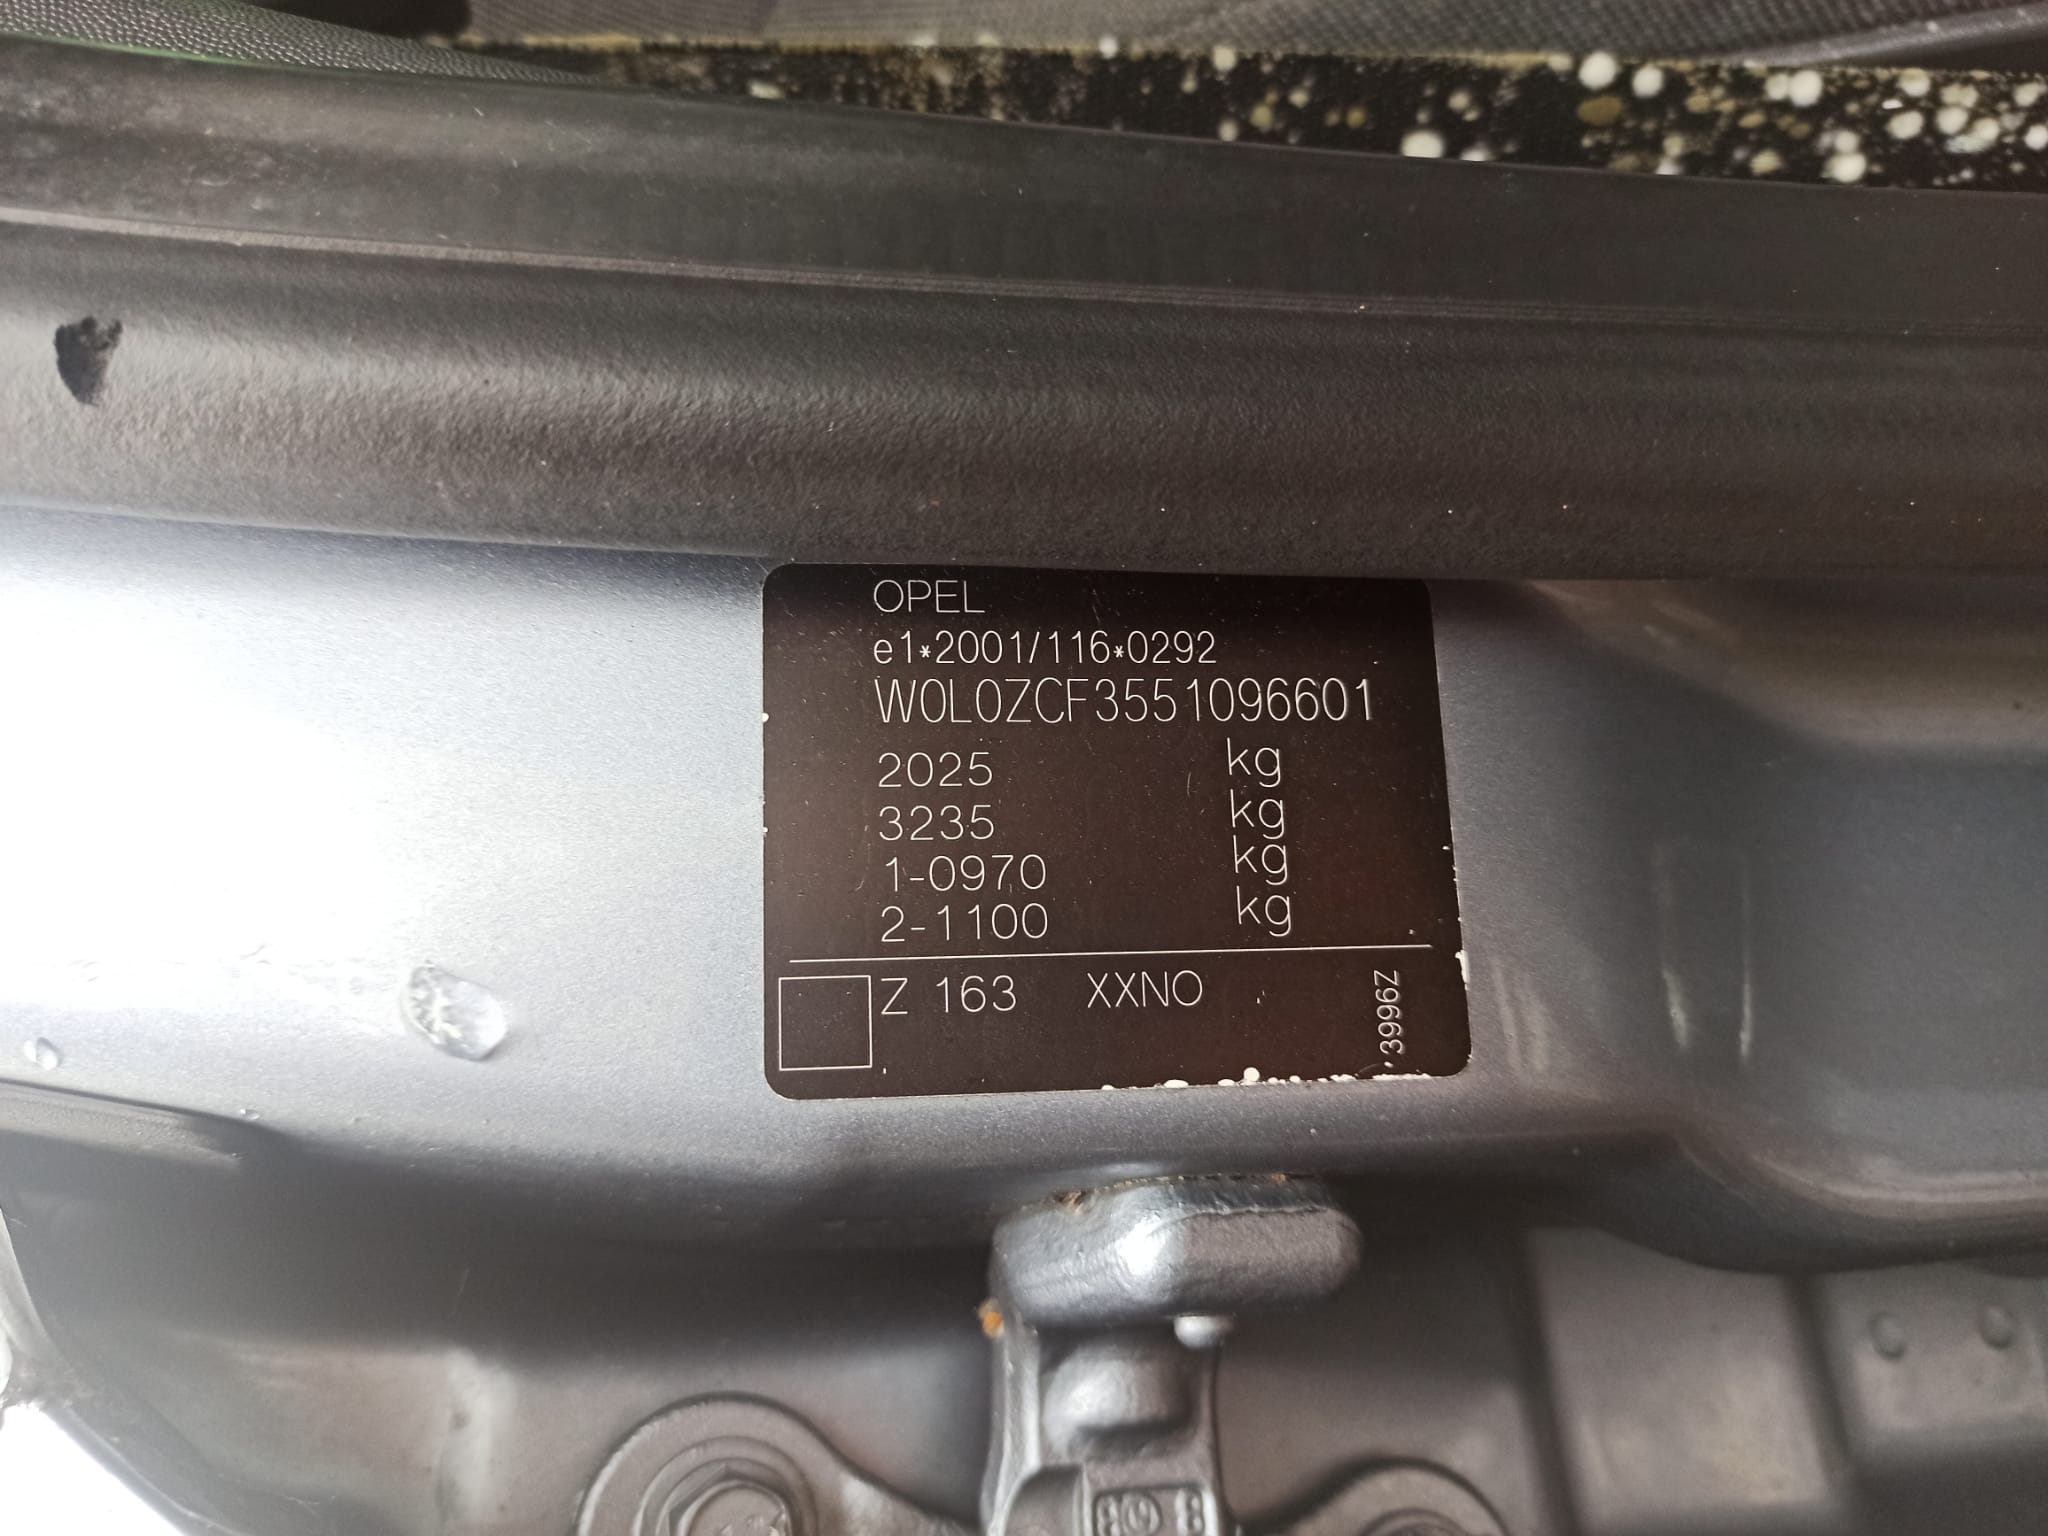 OPEL
e1*2001/116*0292
W0L0ZCF3551096601
2025 kg
3235 kg
1-0970 kg
2-1100 kg
Z 163 XXNO
3996Z